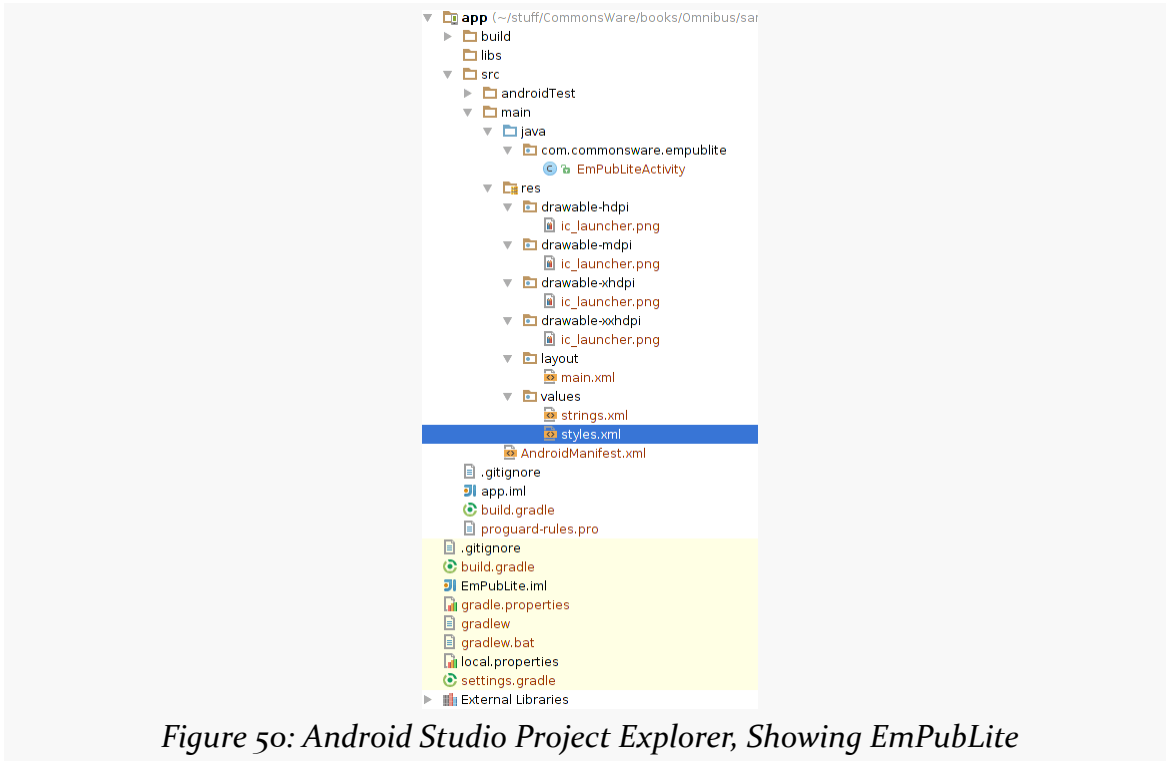 app (~/stuff/CommonsWare/books/Omnibus/sar
build
libs
src
androidTest
main
java
com.commonsware.empublite
EmPubLiteActivity
res
drawable-hdpi
ic_launcher.png
drawable-mdpi
ic_launcher.png
drawable-xhdpi
ic_launcher.png
drawable-xxhdpi
ic_launcher.png
layout
main.xml
values
strings.xml
styles.xml
AndroidManifest.xml
.gitignore
app.iml
build.gradle
proguard-rules.pro
.gitignore
build.gradle
EmPubLite.iml
gradle.properties
gradlew
gradlew.bat
local.properties
settings.gradle
External Libraries
Figure 50: Android Studio Project Explorer, Showing EmPubLite